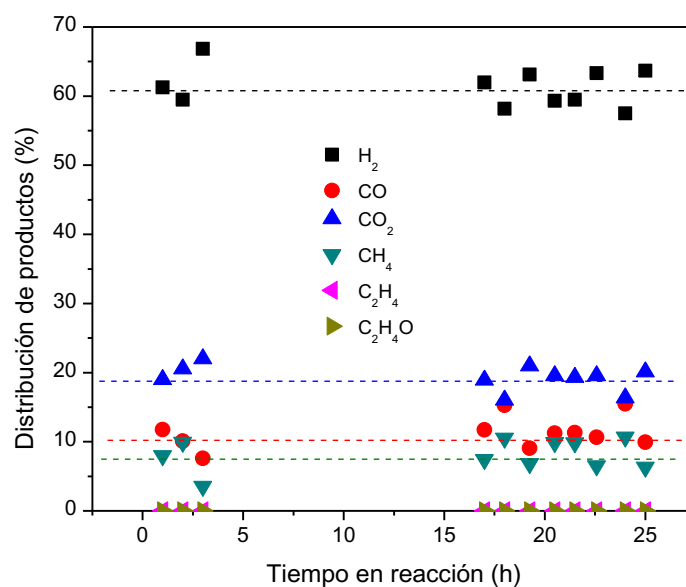 70
60
50
40
30
20
10
0
Distribución de productos (%)
H₂
CO
CO₂
CH₄
C₂H₄
C₂H₄O
0 5 10 15 20 25
Tiempo en reacción (h)